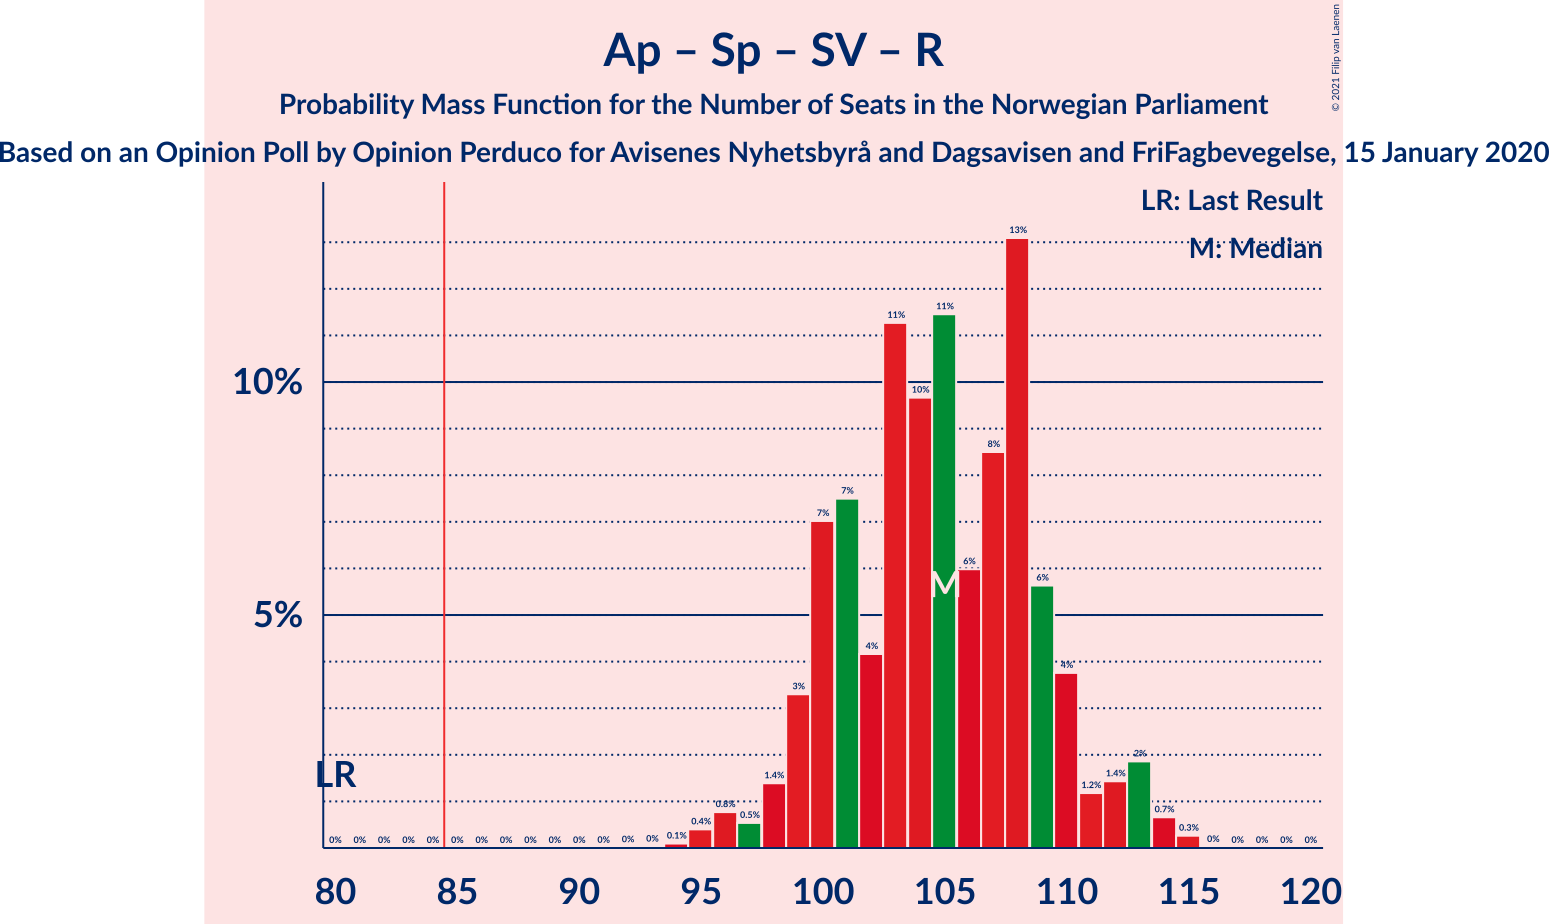 Ap – Sp – SV – R
Probability Mass Function for the Number of Seats in the Norwegian Parliament
Based on an Opinion Poll by Opinion Perduco for Avisenes Nyhetsbyrå and Dagsavisen and FriFagbevegelse, 15 January 2020
© 2021 Filip van Laenen
LR: Last Result
M: Median
10%
5%
LR
M
0% 0% 0% 0% 0% 0% 0% 0% 0% 0% 0% 0% 0% 0% 0.1% 0.4% 0.8% 0.5% 1.4% 3% 7% 7% 4% 11% 10% 11% 6% 8% 13% 6% 4% 1.2% 1.4% 2% 0.7% 0.3% 0% 0% 0% 0% 0%
80 85 90 95 100 105 110 115 120